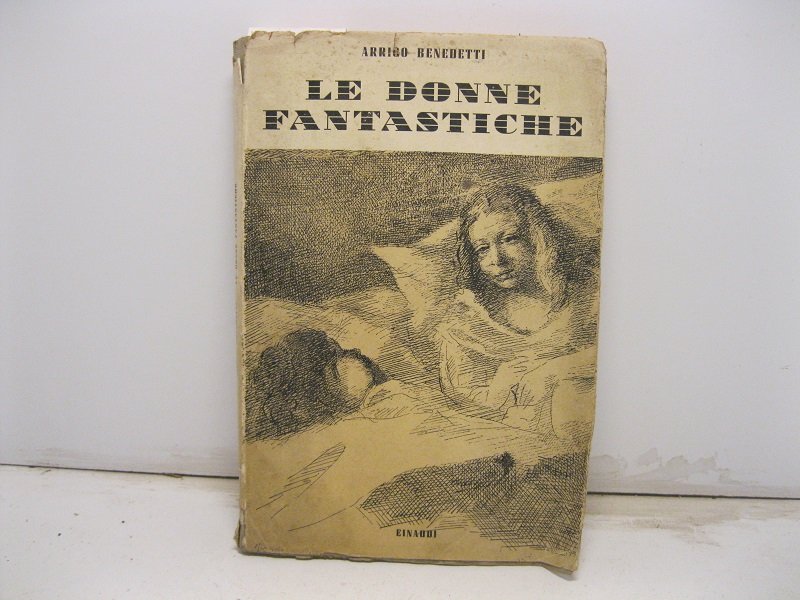 ARRIGO BENEDETTI
LE DONNE
FANTASTICHE
EINAUDI